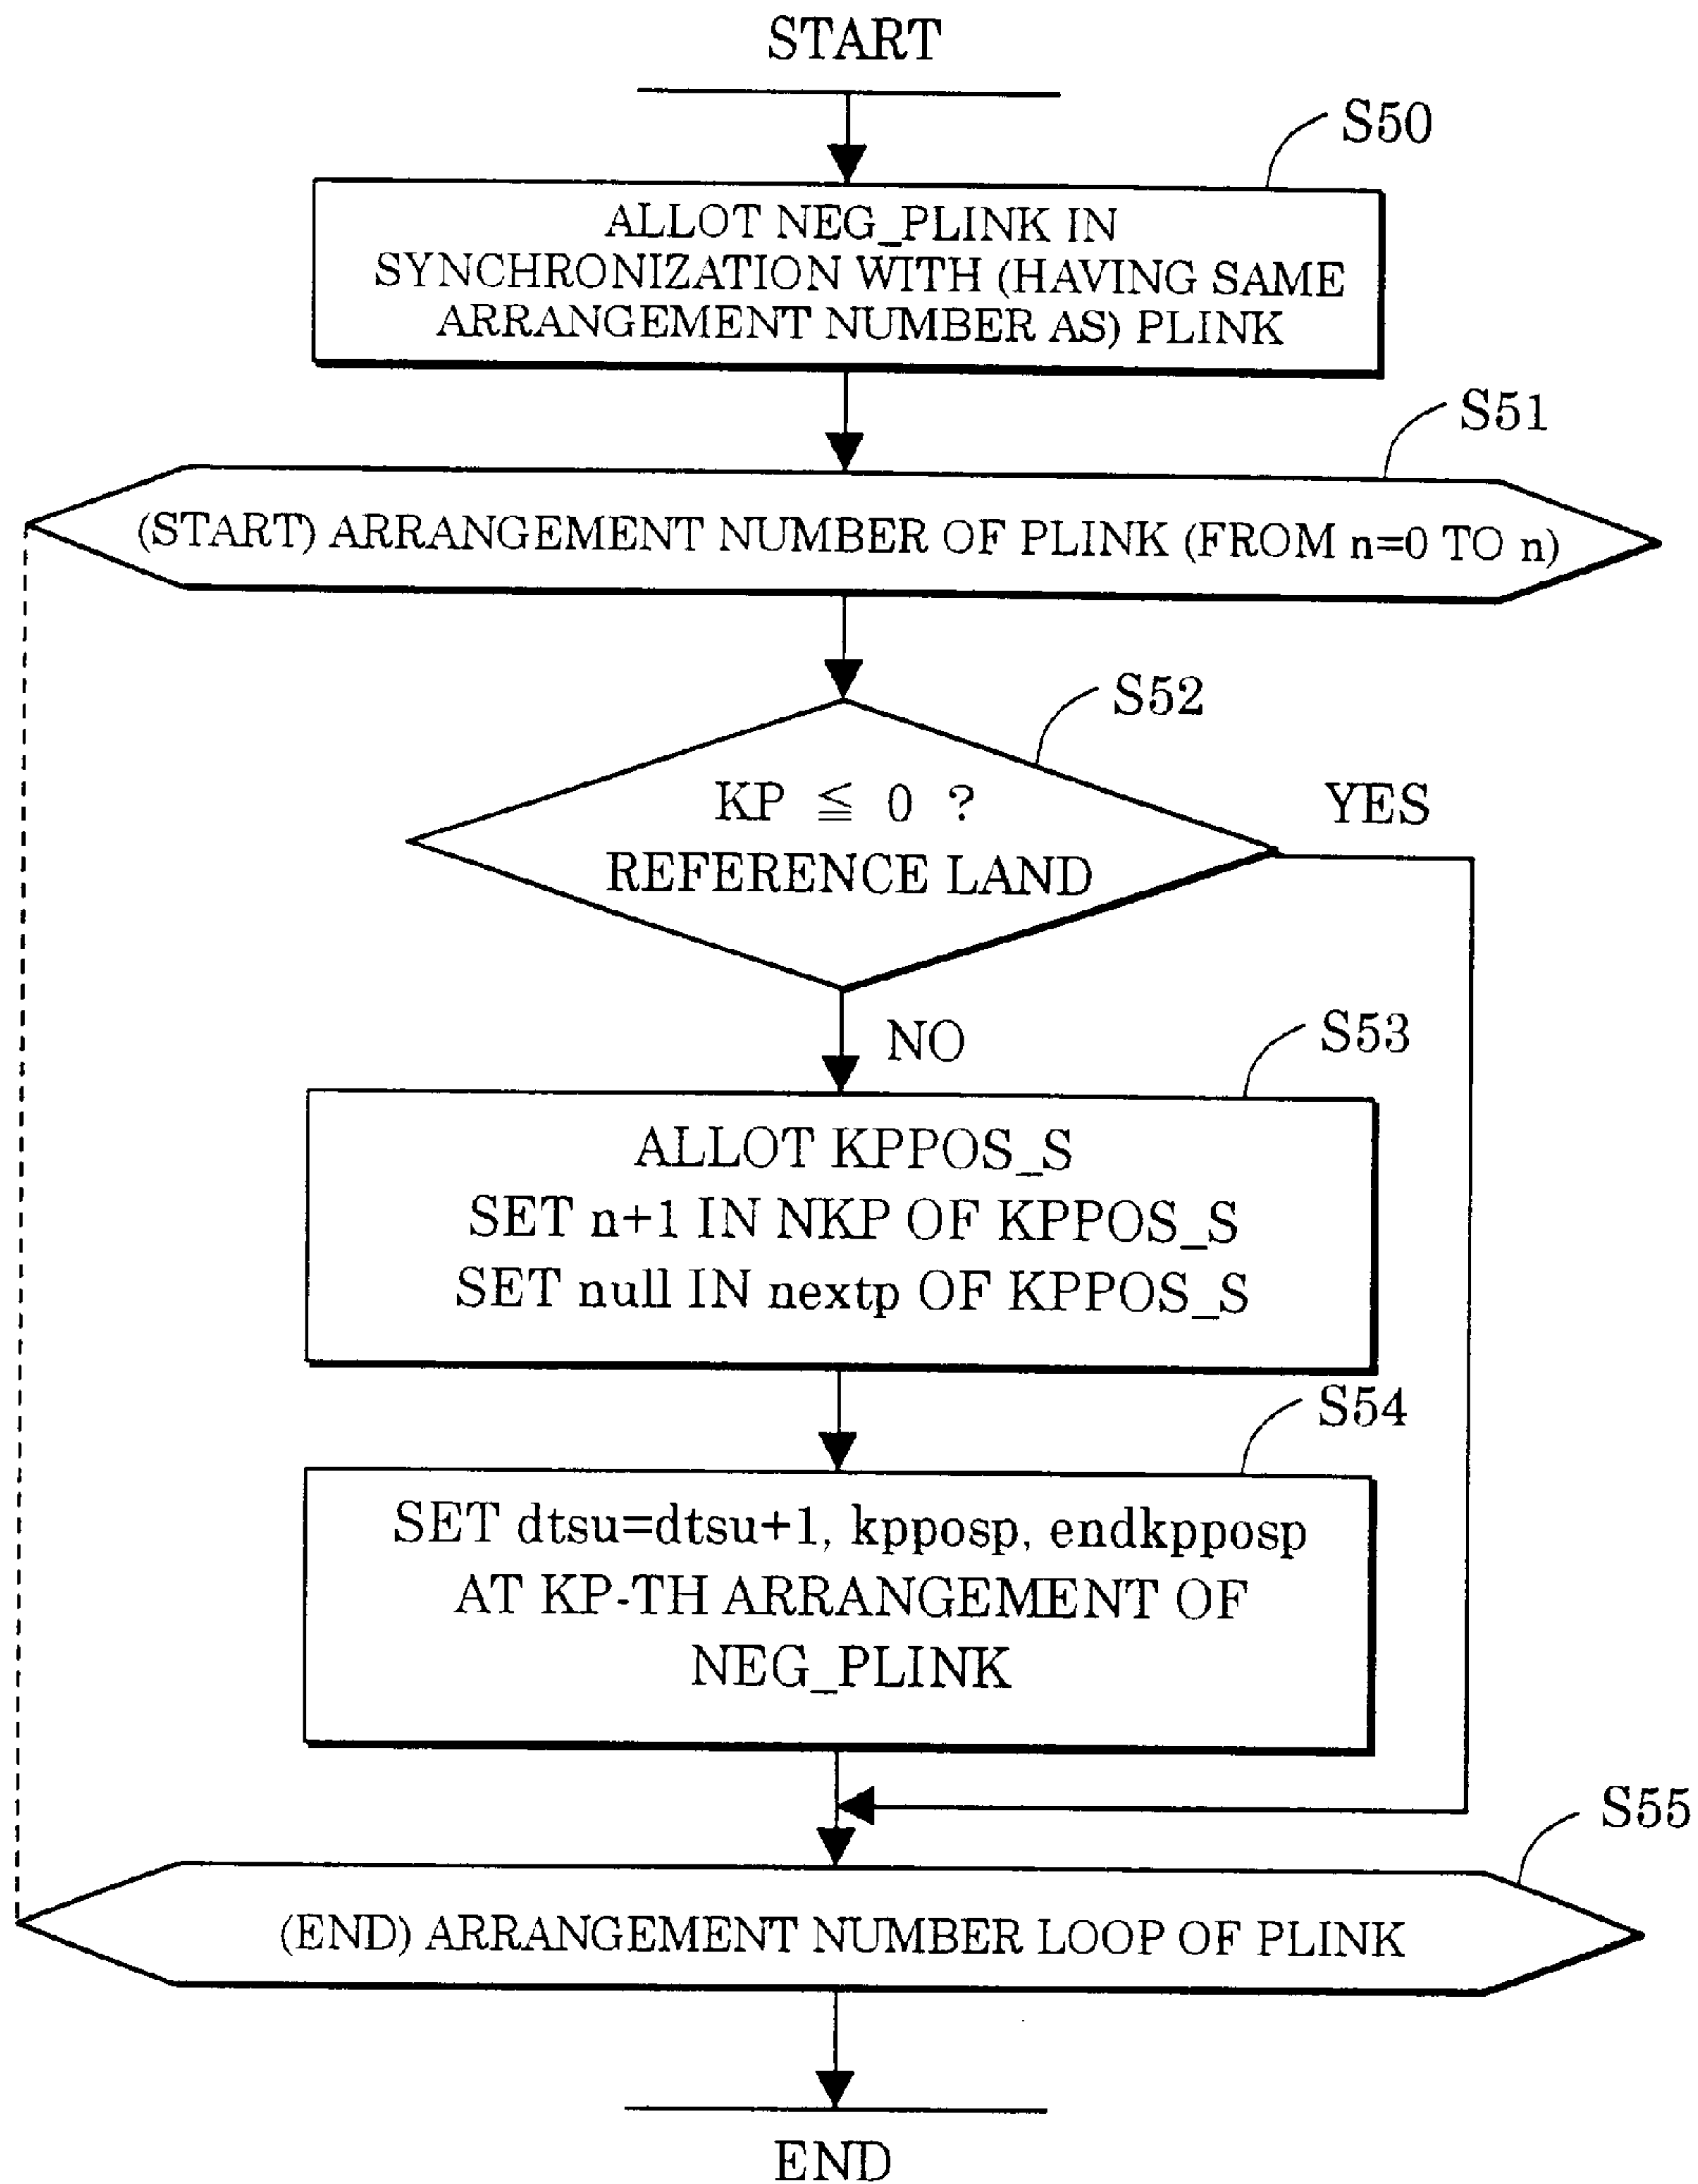 START
S50
ALLOT NEG_PLINK IN
SYNCHRONIZATION WITH (HAVING SAME
ARRANGEMENT NUMBER AS) PLINK
S51
(START) ARRANGEMENT NUMBER OF PLINK (FROM n=0 TO n)
S52
KP ≦ 0 ?
REFERENCE LAND
YES
NO
S53
ALLOT KPPOS_S
SET n+1 IN NKP OF KPPOS_S
SET null IN nextp OF KPPOS_S
S54
SET dtsu=dtsu+1, kpposp, endkpposp
AT KP-TH ARRANGEMENT OF
NEG_PLINK
S55
(END) ARRANGEMENT NUMBER LOOP OF PLINK
END